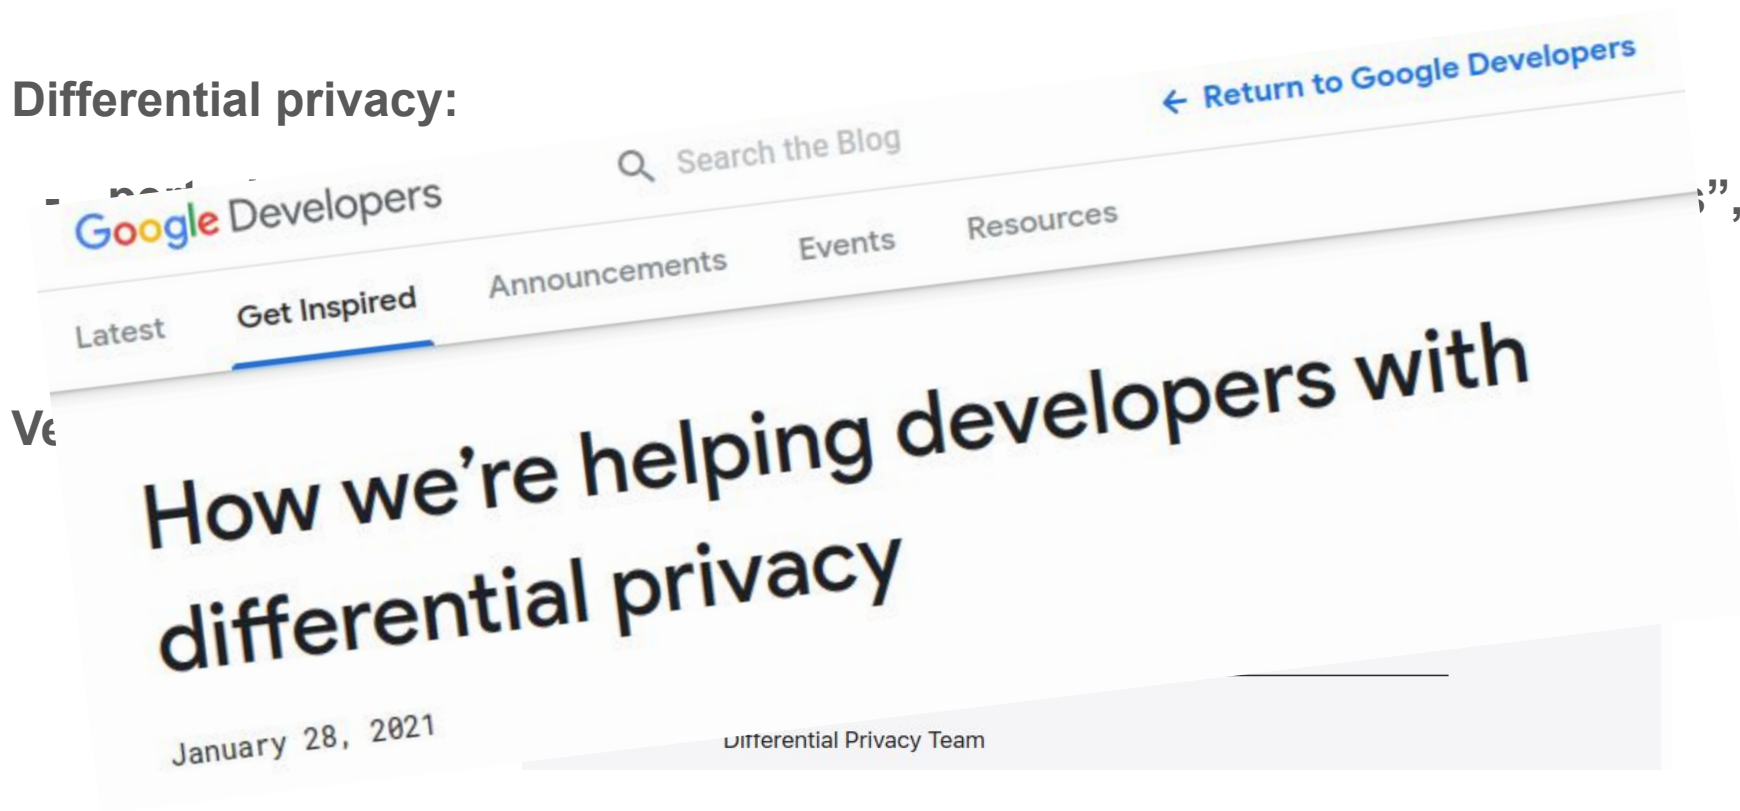 Differential privacy:
← Return to Google Developers
Search the Blog
Google Developers
”,
Latest Get Inspired Announcements Events Resources
How we’re helping developers with
differential privacy
January 28, 2021
Differential Privacy Team